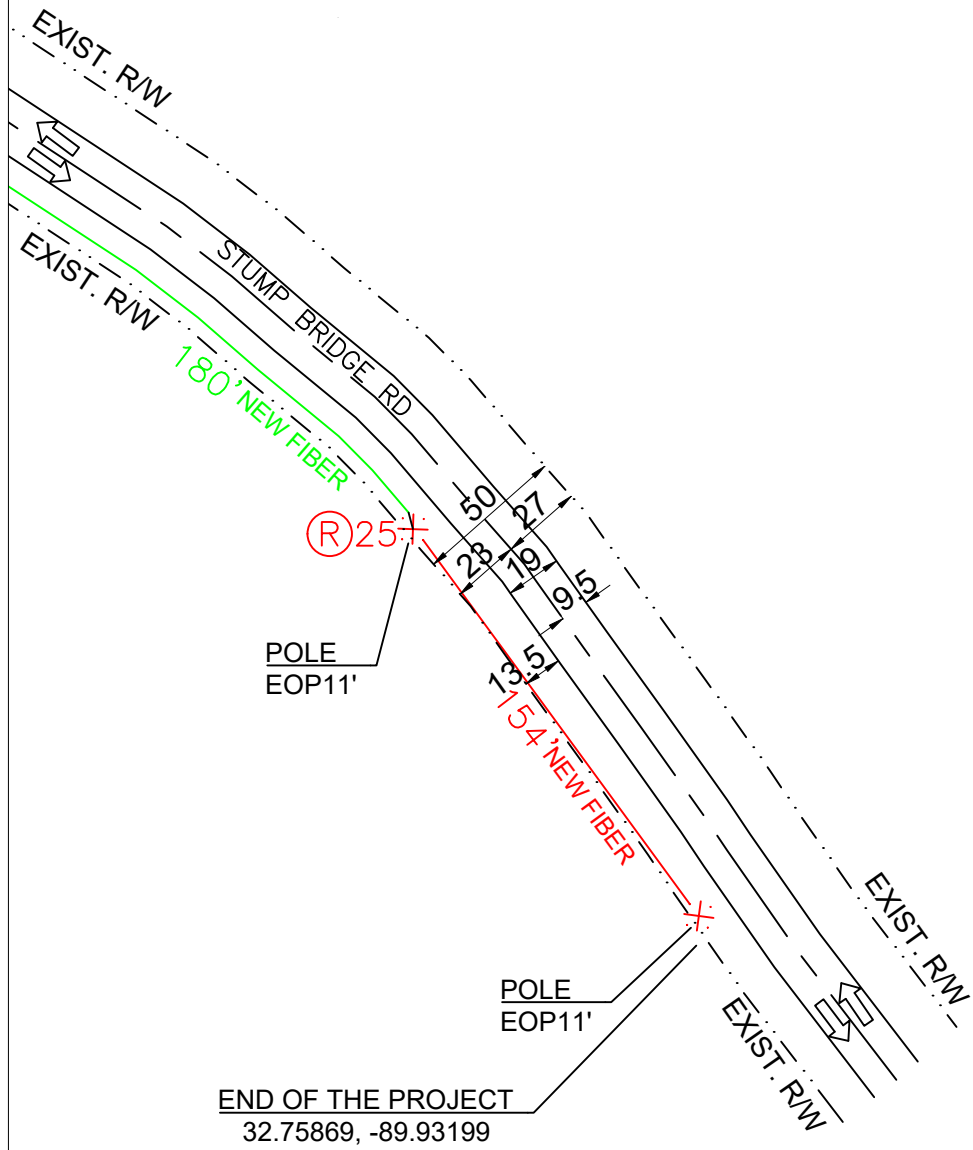 EXIST. R/W
EXIST. R/W
STUMP BRIDGE RD
180' NEW FIBER
50
27
Ⓡ25
23
19
9.5
POLE
EOP11'
13.5
154' NEW FIBER
EXIST. R/W
POLE
EOP11'
EXIST. R/W
END OF THE PROJECT
32.75869, -89.93199